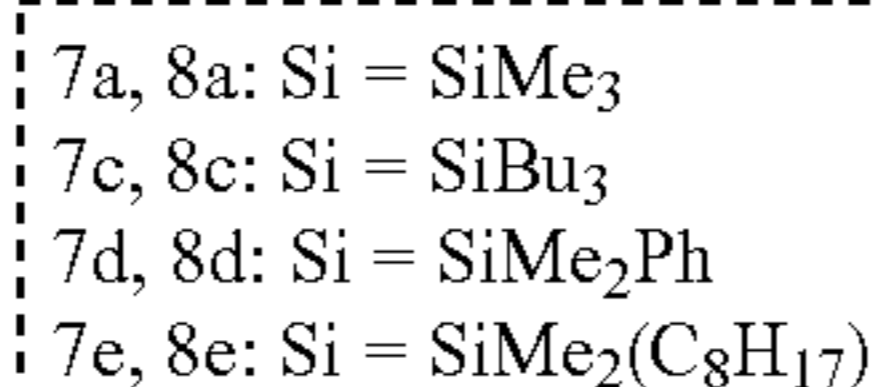 7a, 8a: Si = SiMe₃
7c, 8c: Si = SiBu₃
7d, 8d: Si = SiMe₂Ph
7e, 8e: Si = SiMe₂(C₈H₁₇)